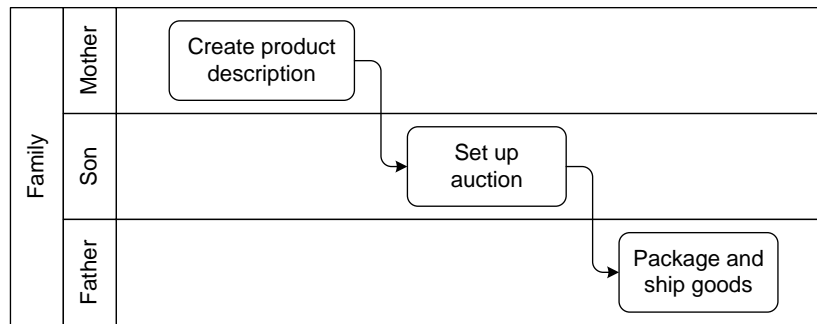 Family
Mother
Create product
description
Son
Set up
auction
Father
Package and
ship goods